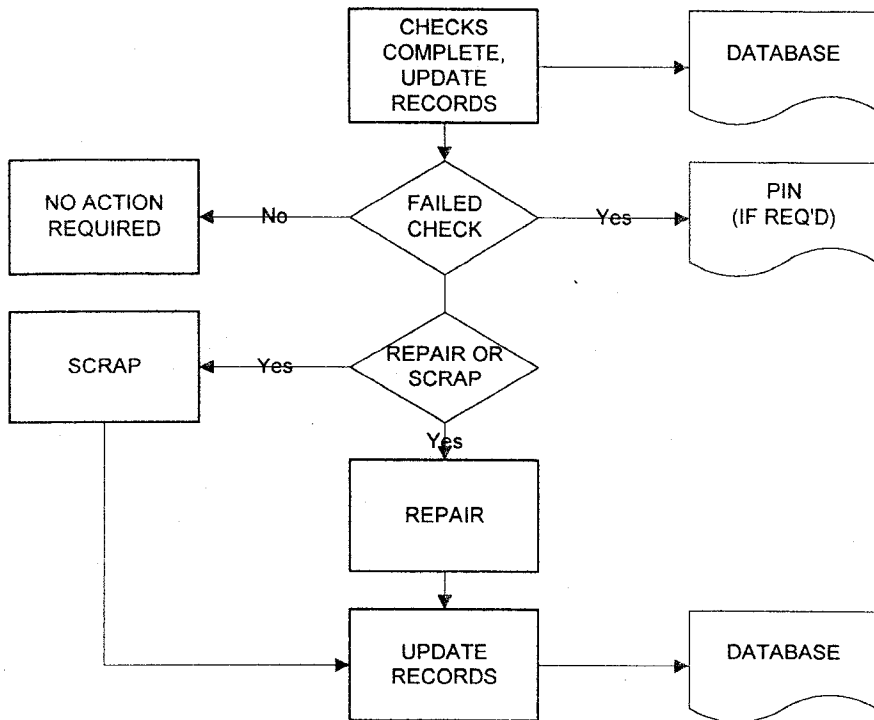 CHECKS
COMPLETE,
UPDATE
RECORDS
DATABASE
NO ACTION
REQUIRED
No
FAILED
CHECK
Yes
PIN
(IF REQ'D)
SCRAP
Yes
REPAIR OR
SCRAP
Yes
REPAIR
UPDATE
RECORDS
DATABASE